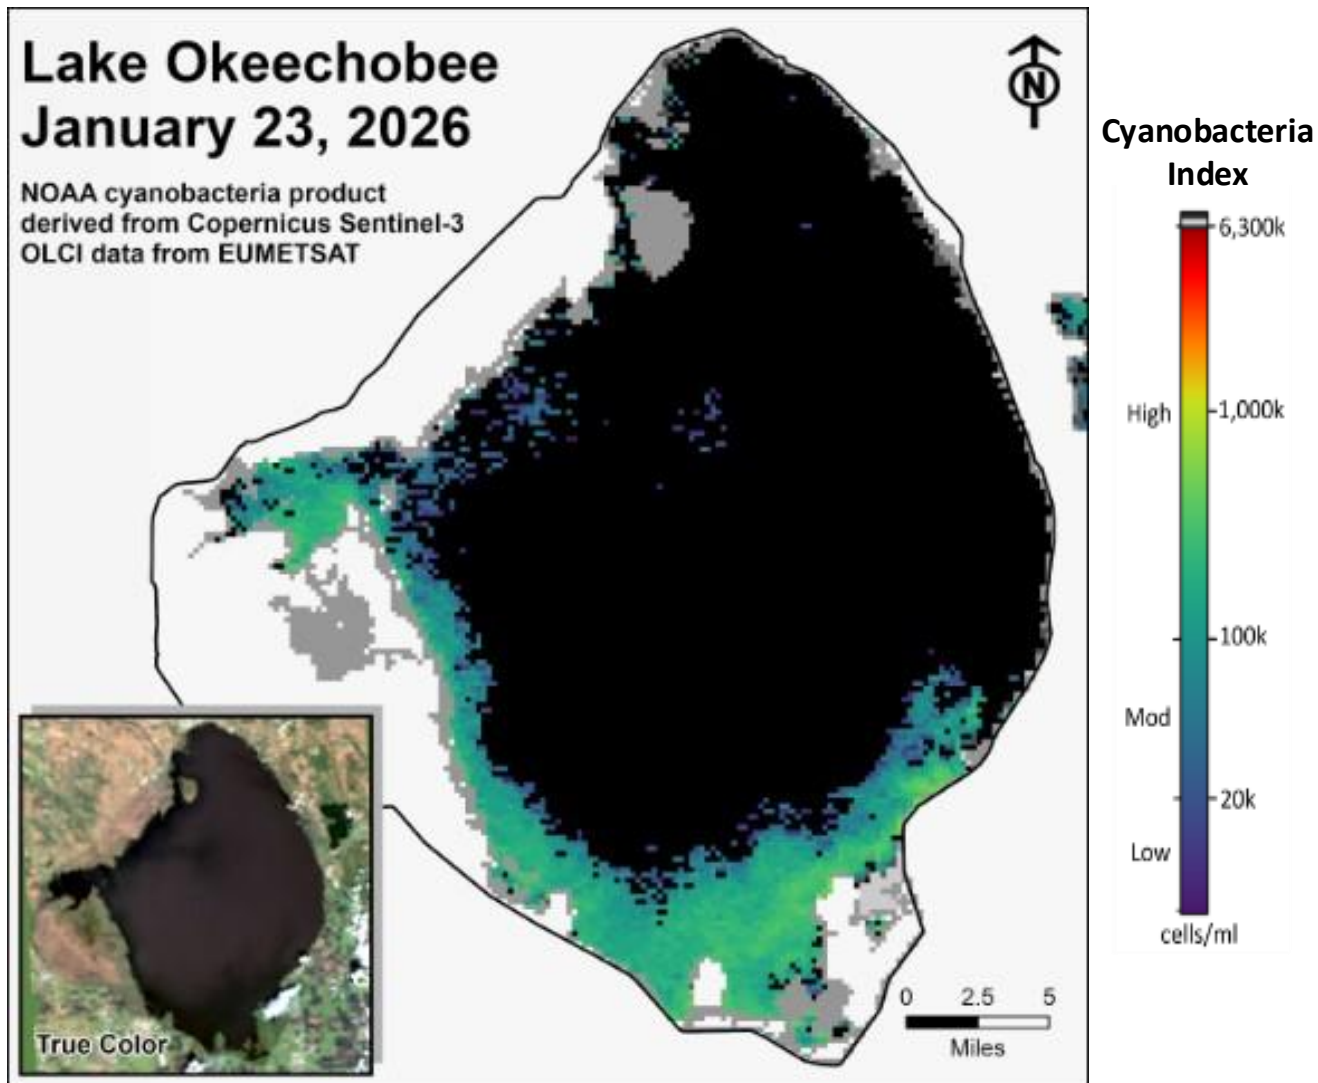 Lake Okeechobee
January 23, 2026
NOAA cyanobacteria product
derived from Copernicus Sentinel-3
OLCI data from EUMETSAT
N
Cyanobacteria
Index
6,300k
High
1,000k
100k
Mod
20k
Low
cells/ml
0 2.5 5
Miles
True Color